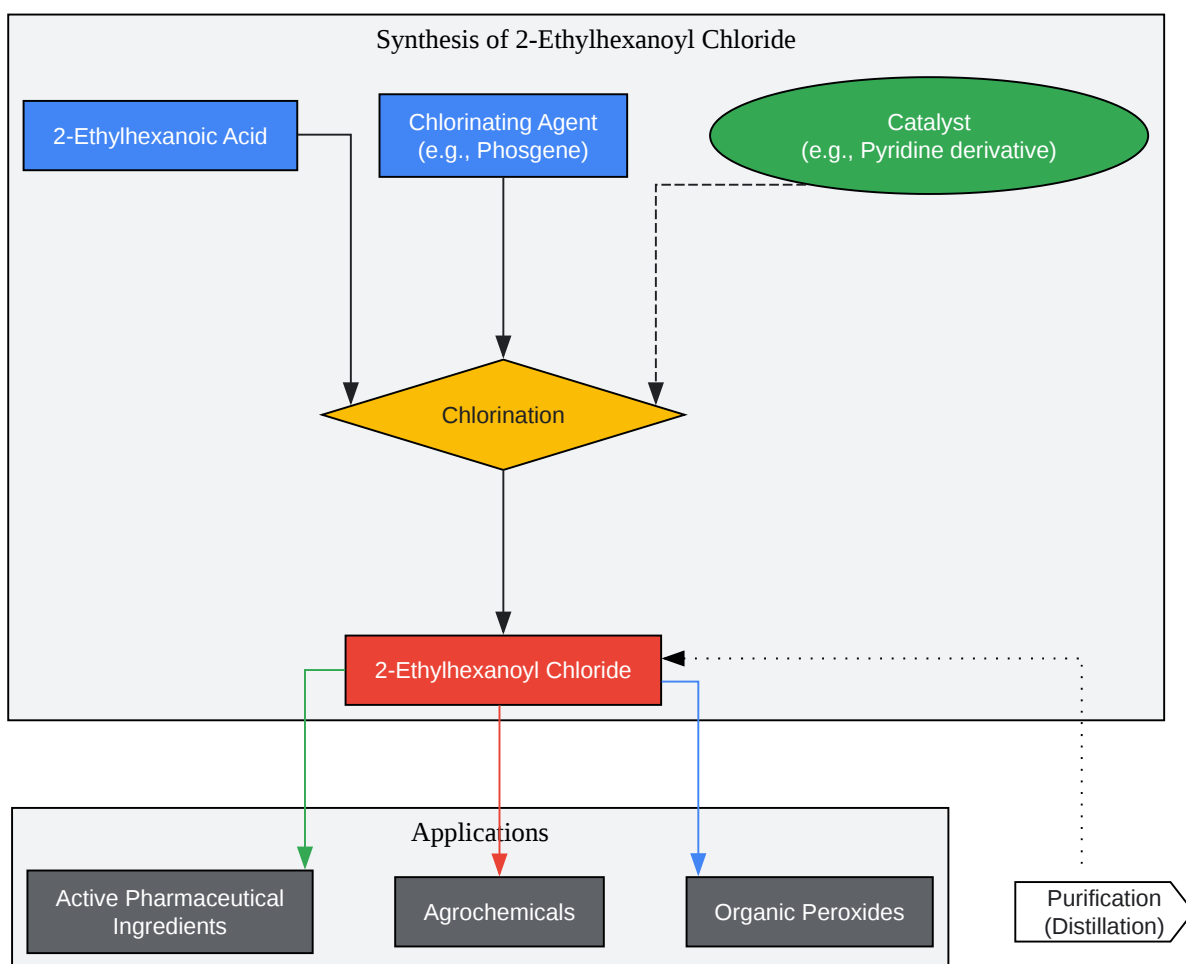 Synthesis of 2-Ethylhexanoyl Chloride
2-Ethylhexanoic Acid
Chlorinating Agent
(e.g., Phosgene)
Catalyst
(e.g., Pyridine derivative)
Chlorination
2-Ethylhexanoyl Chloride
Applications
Active Pharmaceutical
Ingredients
Agrochemicals
Organic Peroxides
Purification
(Distillation)